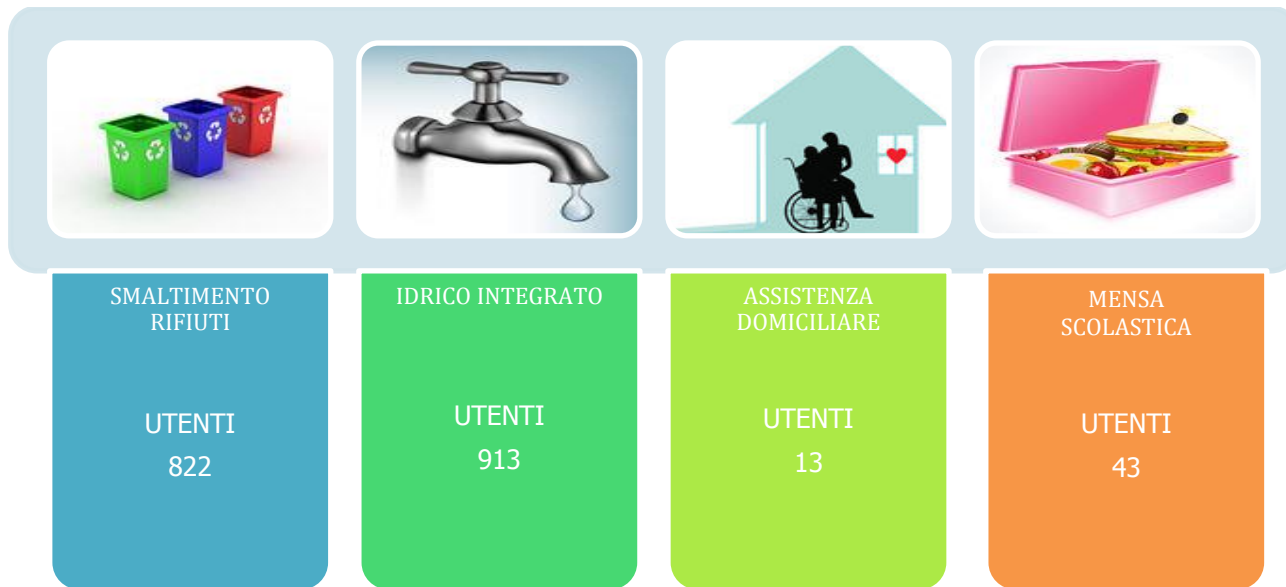 SMALTIMENTO
RIFIUTI
UTENTI
822
IDRICO INTEGRATO
UTENTI
913
ASSISTENZA
DOMICILIARE
UTENTI
13
MENSA
SCOLASTICA
UTENTI
43